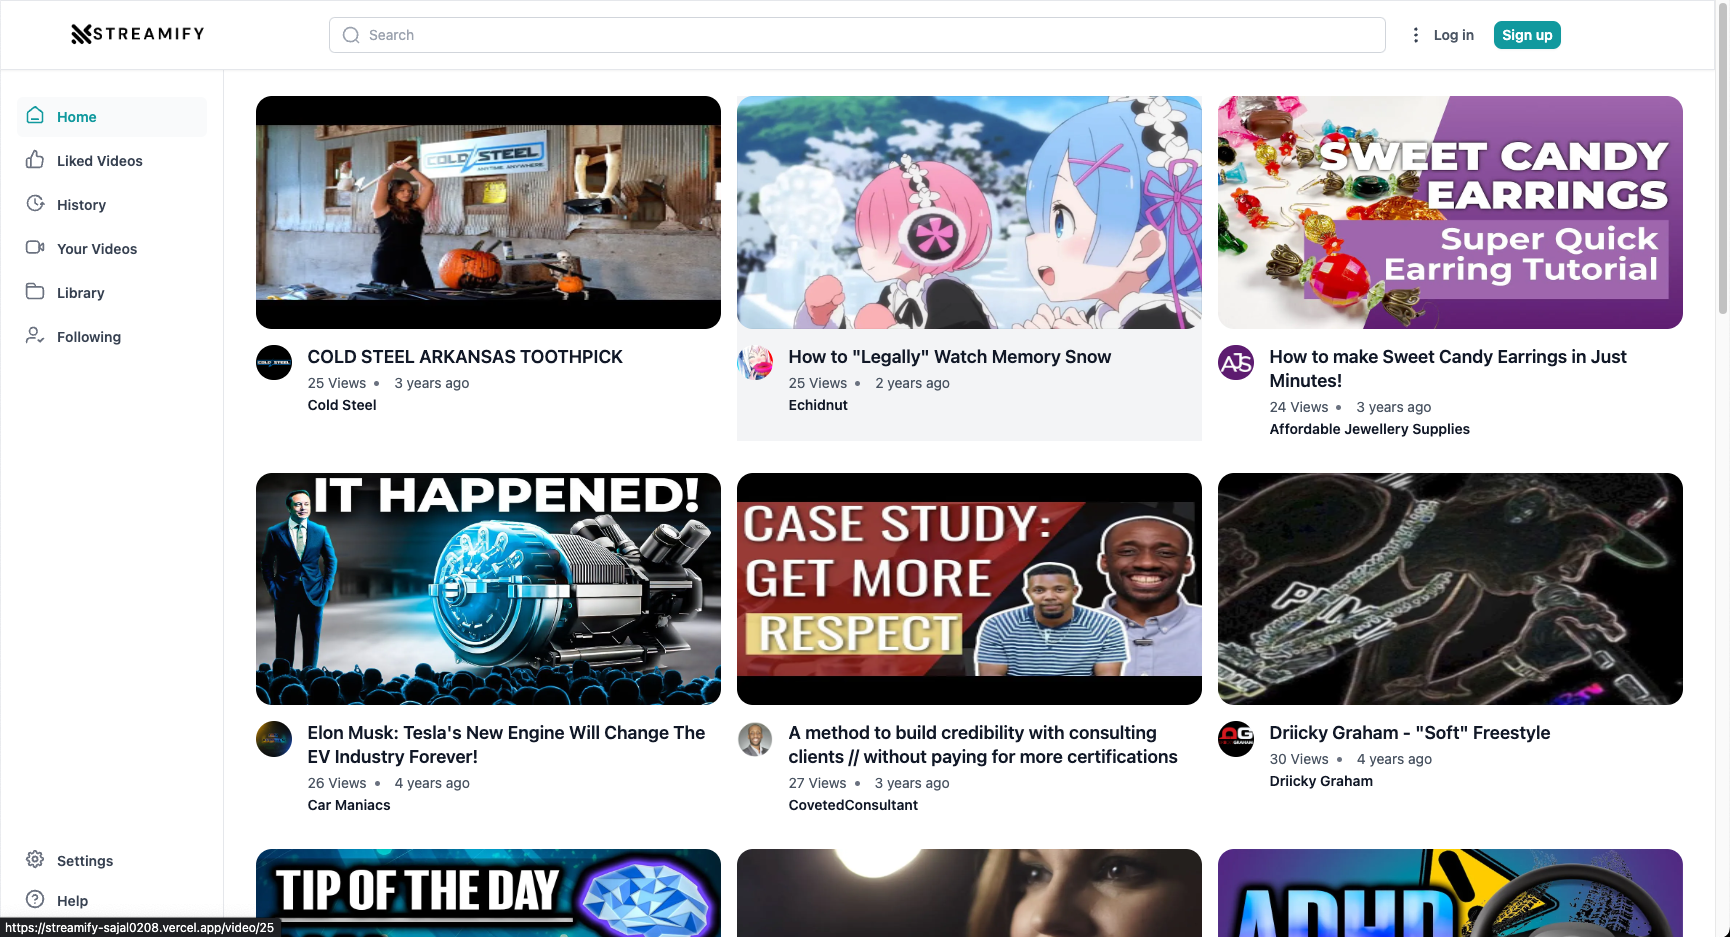 STREAMIFY
Search
Log in
Sign up
Home
Liked Videos
History
Your Videos
Library
Following
Settings
Help
COLD STEEL
ANYTIME ANYWHERE
COLD STEEL ARKANSAS TOOTHPICK
25 Views • 3 years ago
Cold Steel
How to "Legally" Watch Memory Snow
25 Views • 2 years ago
Echidnut
SWEET CANDY
EARRINGS
Super Quick
Earring Tutorial
AJS
How to make Sweet Candy Earrings in Just
Minutes!
24 Views • 3 years ago
Affordable Jewellery Supplies
IT HAPPENED!
Elon Musk: Tesla's New Engine Will Change The
EV Industry Forever!
26 Views • 4 years ago
Car Maniacs
CASE STUDY:
GET MORE
RESPECT
A method to build credibility with consulting
clients // without paying for more certifications
27 Views • 3 years ago
CovetedConsultant
DG
Driicky Graham - "Soft" Freestyle
30 Views • 4 years ago
Driicky Graham
TIP OF THE DAY
ADHD
https://streamify-sajal0208.vercel.app/video/25